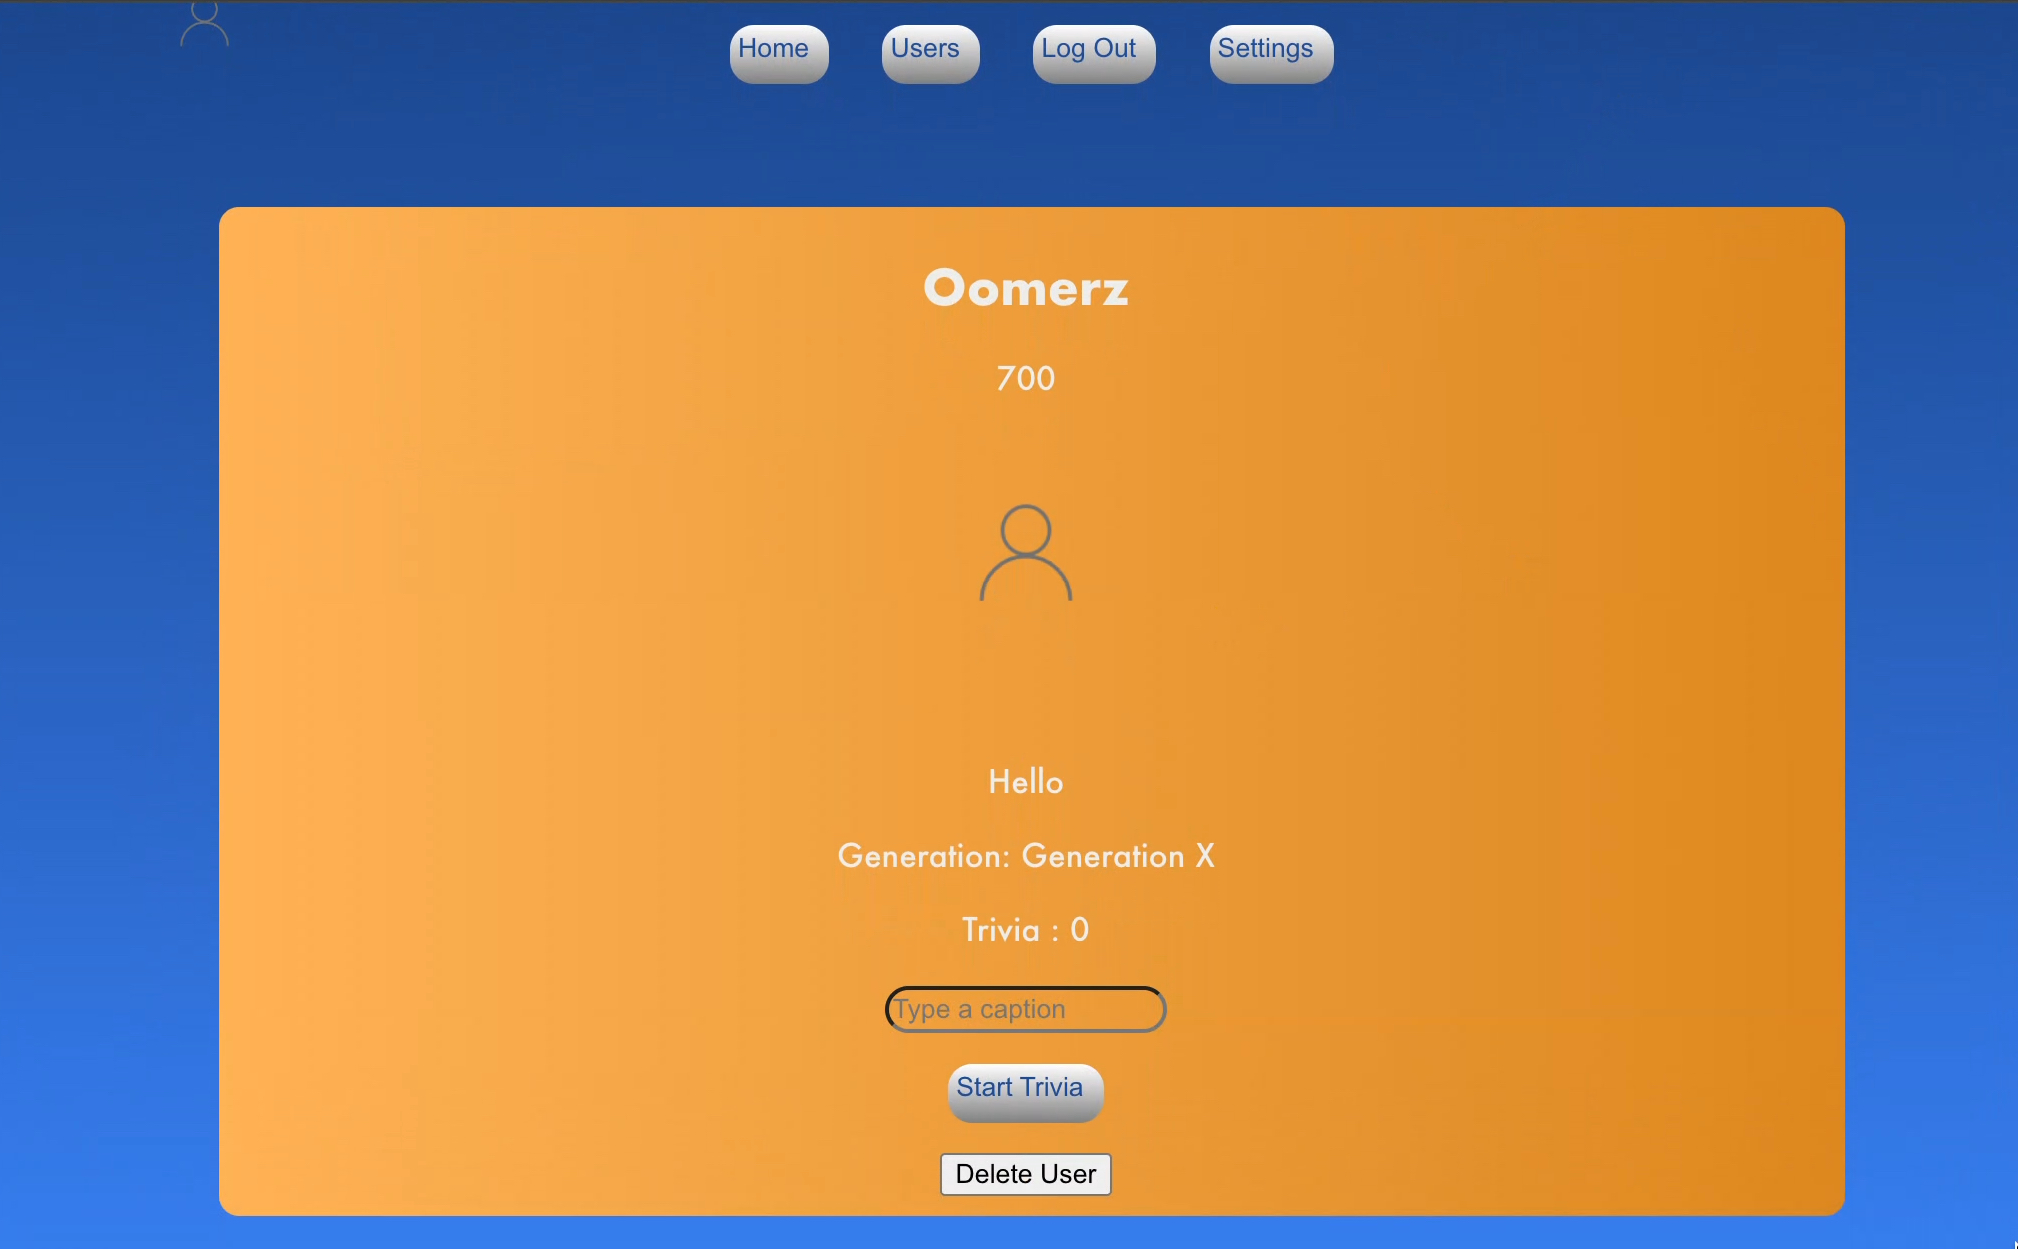 Home Users Log Out Settings
Oomerz
700
Hello
Generation: Generation X
Trivia : 0
Type a caption
Start Trivia
Delete User